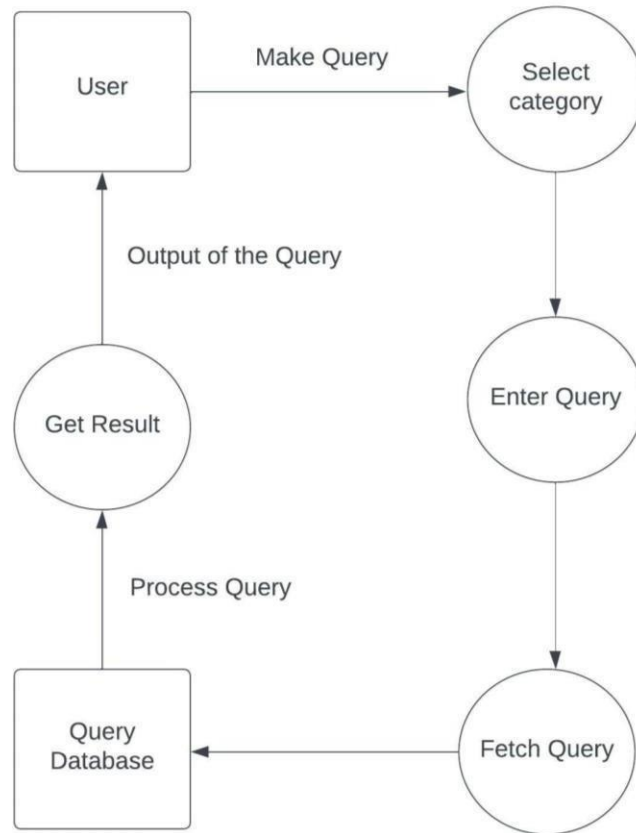 User
Make Query
Select
category
Output of the Query
Enter Query
Get Result
Process Query
Query
Database
Fetch Query